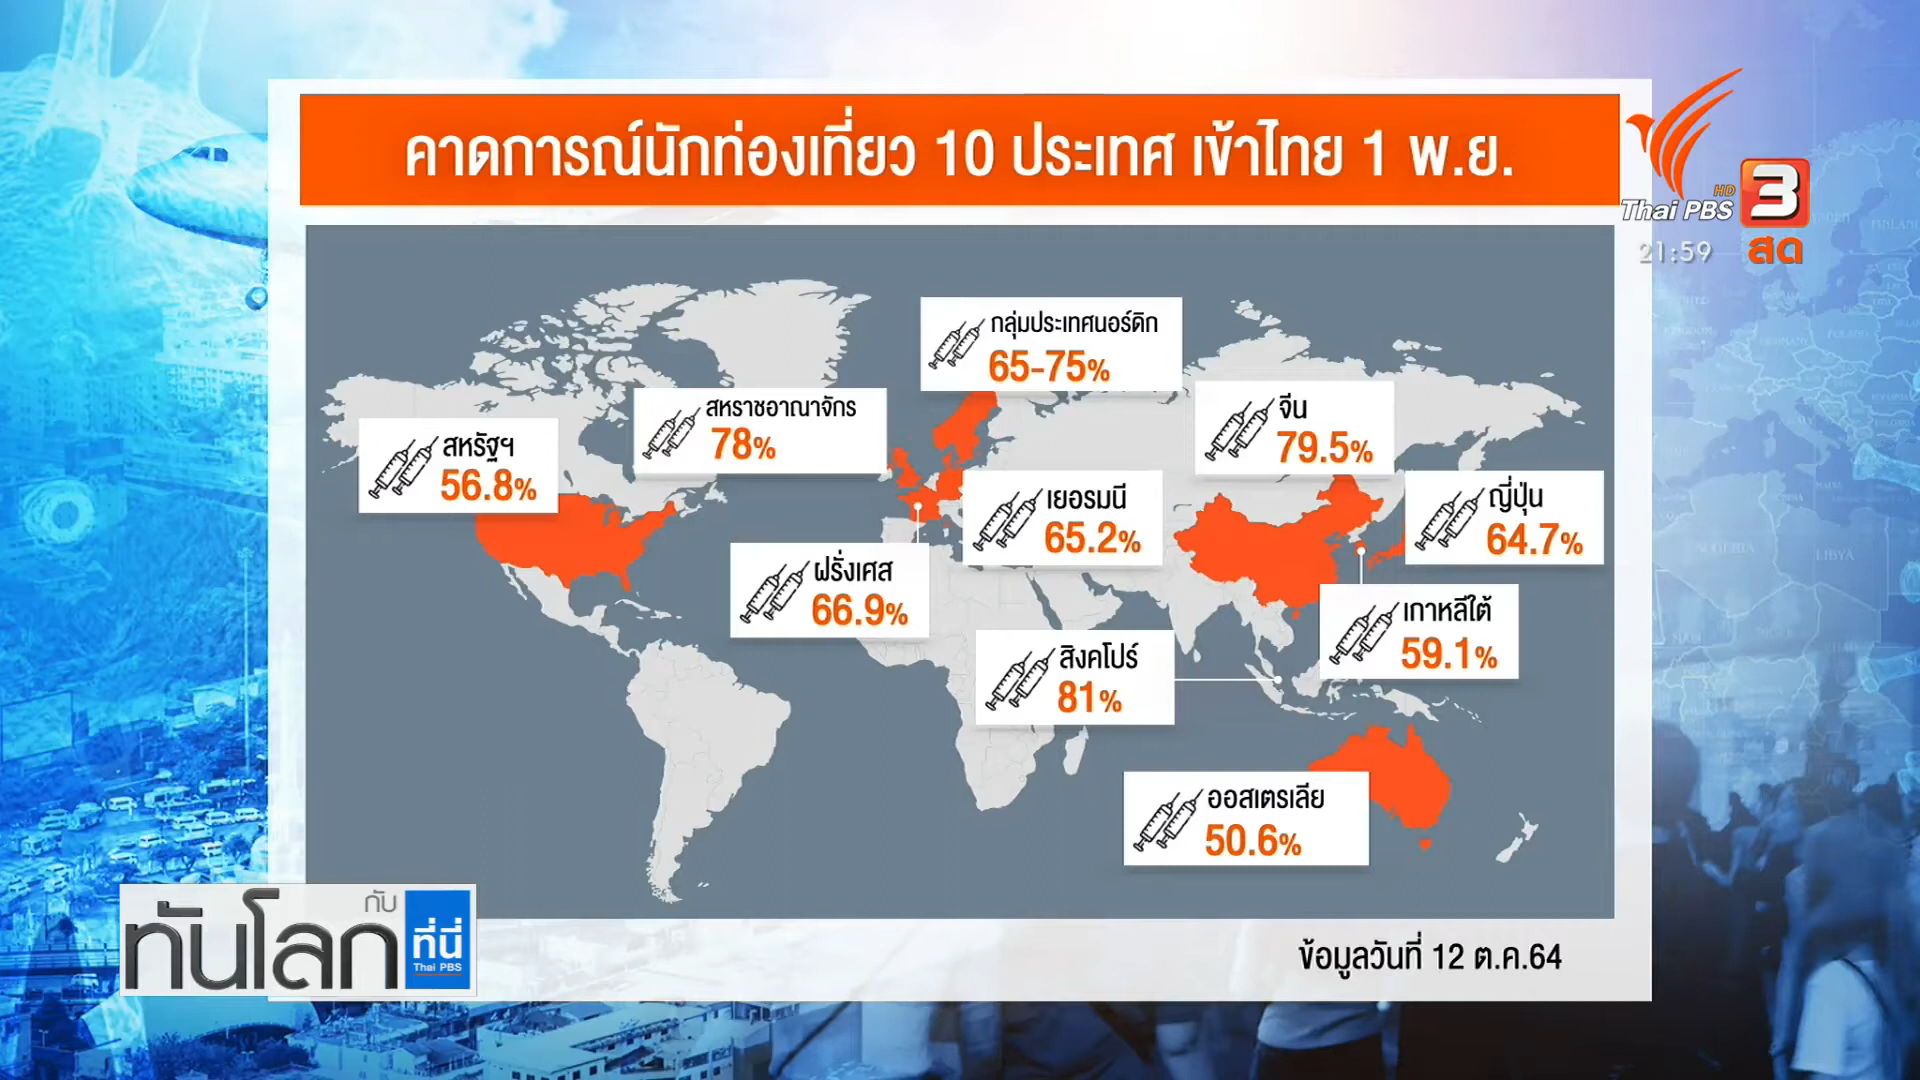 คาดการณ์นักท่องเที่ยว 10 ประเทศ เข้าไทย 1 พ.ย.
HD
Thai PBS 3
21:59 สด
กลุ่มประเทศนอร์ดิก
65-75%
สหราชอาณาจักร
78%
จีน
79.5%
สหรัฐฯ
56.8%
เยอรมนี
65.2%
ญี่ปุ่น
64.7%
ฝรั่งเศส
66.9%
เกาหลีใต้
59.1%
สิงคโปร์
81%
ออสเตรเลีย
50.6%
ทันโลก กับ ที่นี่
Thai PBS
ข้อมูลวันที่ 12 ต.ค.64